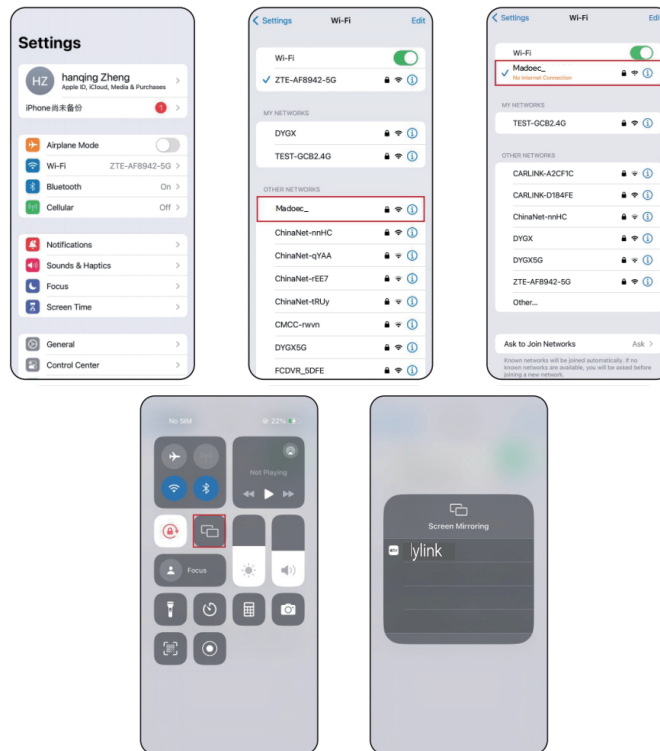 Settings
HZ
hanqing Zheng
Apple ID, iCloud, Media & Purchases
iPhone尚未备份
1
Airplane Mode
Wi-Fi ZTE-AF8942-5G
Bluetooth On
Cellular Off
Notifications
Sounds & Haptics
Focus
Screen Time
General
Control Center
Settings Wi-Fi Edit
Wi-Fi
ZTE-AF8942-5G
MY NETWORKS
DYGX
TEST-GCB2.4G
OTHER NETWORKS
Madoec_
ChinaNet-nnHC
ChinaNet-qYAA
ChinaNet-rEE7
ChinaNet-tRUy
CMCC-rwvn
DYGX5G
FCDVR_5DFE
Settings Wi-Fi Edit
Wi-Fi
Madoec_
No Internet Connection
MY NETWORKS
TEST-GCB2.4G
OTHER NETWORKS
CARLINK-A2CF1C
CARLINK-D184FE
ChinaNet-nnHC
DYGX
DYGX5G
ZTE-AF8942-5G
Other...
Ask to Join Networks Ask
Known networks will be joined automatically. If no
known networks are available, you will be asked before
joining a new network.
No SIM 22%
Not Playing
Focus
Screen Mirroring
lylink